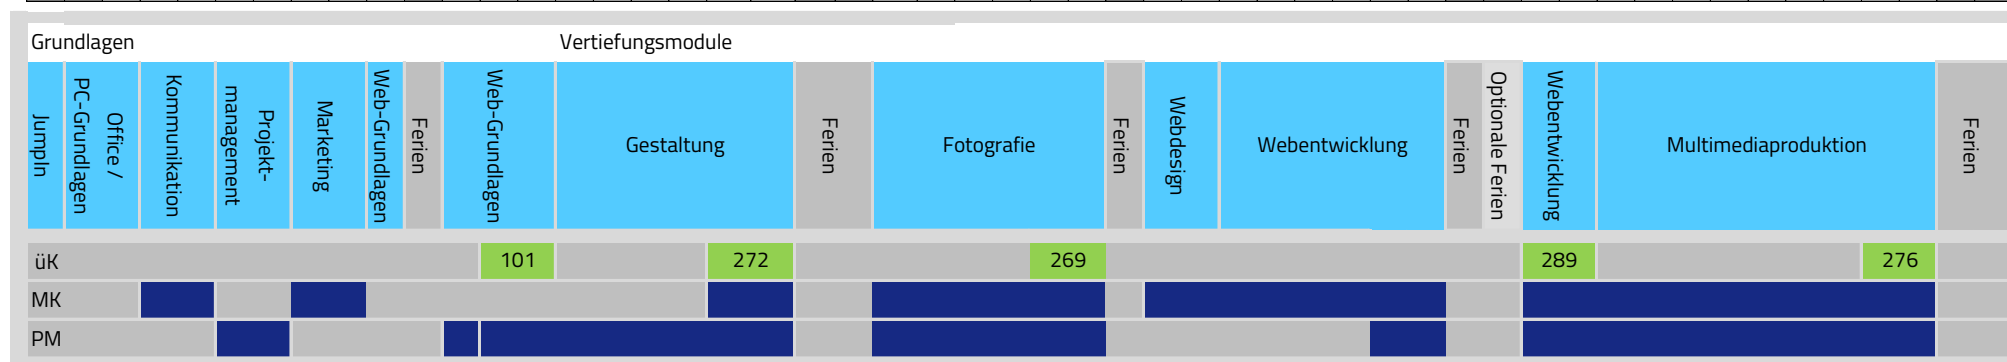 Grundlagen
Vertiefungsmodule
JumpIn
Office /
PC-Grundlagen
Kommunikation
Projekt-
management
Marketing
Web-Grundlagen
Ferien
Web-Grundlagen
Gestaltung
Ferien
Fotografie
Ferien
Webdesign
Webentwicklung
Ferien
Optionale Ferien
Webentwicklung
Multimediaproduktion
Ferien
üK
101
272
269
289
276
MK
PM